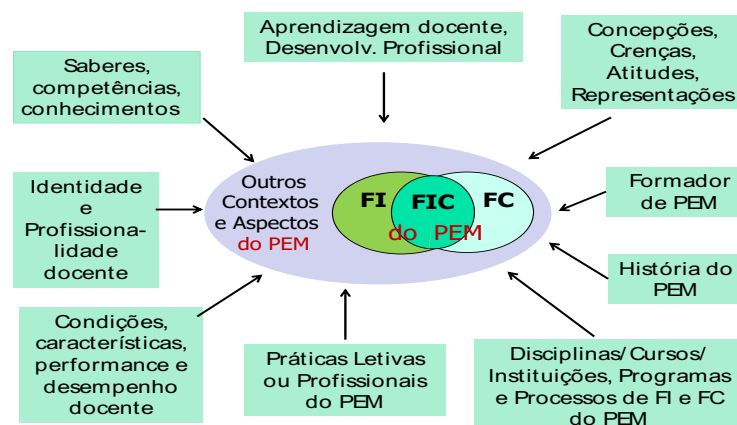 Aprendizagem docente,
Desenvolv. Profissional
Concepções,
Crenças,
Atitudes,
Representações
Saberes,
competências,
conhecimentos
Identidade
e
Profissiona-
lidade
docente
Outros
Contextos
e Aspectos
do PEM
FI
FIC
FC
do PEM
Formador
de PEM
História do
PEM
Condições,
características,
performance e
desempenho
docente
Práticas Letivas
ou Profissionais
do PEM
Disciplinas/Cursos/
Instituições, Programas
e Processos de FI e FC
do PEM